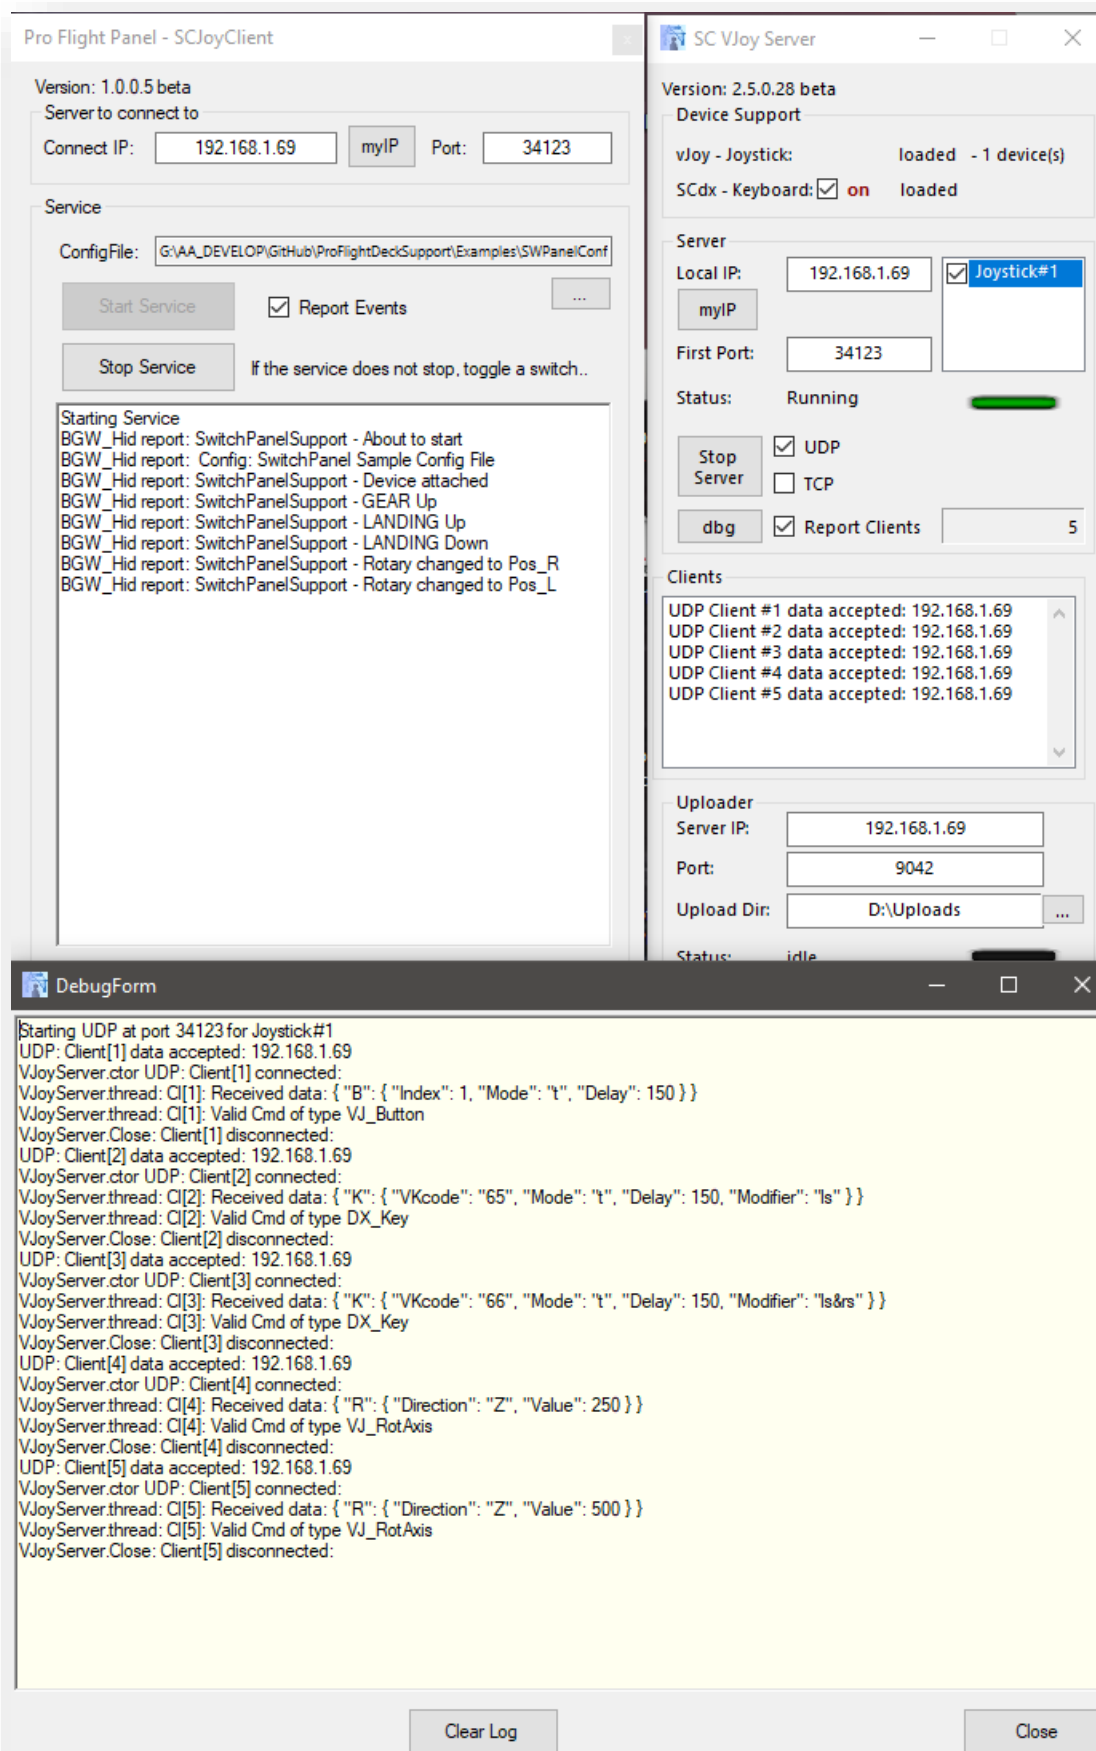 Pro Flight Panel - SCJoyClient
x
Version: 1.0.0.5 beta
Server to connect to
Connect IP: 192.168.1.69 myIP Port: 34123
Service
ConfigFile: G:\AA_DEVELOP\GitHub\ProFlightDeckSupport\Examples\SWPanelConf
Start Service Report Events ...
Stop Service If the service does not stop, toggle a switch..
Starting Service
BGW_Hid report: SwitchPanelSupport - About to start
BGW_Hid report:  Config: SwitchPanel Sample Config File
BGW_Hid report: SwitchPanelSupport - Device attached
BGW_Hid report: SwitchPanelSupport - GEAR Up
BGW_Hid report: SwitchPanelSupport - LANDING Up
BGW_Hid report: SwitchPanelSupport - LANDING Down
BGW_Hid report: SwitchPanelSupport - Rotary changed to Pos_R
BGW_Hid report: SwitchPanelSupport - Rotary changed to Pos_L
SC VJoy Server
Version: 2.5.0.28 beta
Device Support
vJoy - Joystick: loaded - 1 device(s)
SCdx - Keyboard: on loaded
Server
Local IP: 192.168.1.69 Joystick#1
myIP
First Port: 34123
Status: Running
Stop Server UDP
TCP
dbg Report Clients 5
Clients
UDP Client #1 data accepted: 192.168.1.69
UDP Client #2 data accepted: 192.168.1.69
UDP Client #3 data accepted: 192.168.1.69
UDP Client #4 data accepted: 192.168.1.69
UDP Client #5 data accepted: 192.168.1.69
Uploader
Server IP: 192.168.1.69
Port: 9042
Upload Dir: D:\Uploads ...
Status: idle
DebugForm
Starting UDP at port 34123 for Joystick#1
UDP: Client[1] data accepted: 192.168.1.69
VJoyServer.ctor UDP: Client[1] connected:
VJoyServer.thread: Cl[1]: Received data: { "B": { "Index": 1, "Mode": "t", "Delay": 150 } }
VJoyServer.thread: Cl[1]: Valid Cmd of type VJ_Button
VJoyServer.Close: Client[1] disconnected:
UDP: Client[2] data accepted: 192.168.1.69
VJoyServer.ctor UDP: Client[2] connected:
VJoyServer.thread: Cl[2]: Received data: { "K": { "VKcode": "65", "Mode": "t", "Delay": 150, "Modifier": "ls" } }
VJoyServer.thread: Cl[2]: Valid Cmd of type DX_Key
VJoyServer.Close: Client[2] disconnected:
UDP: Client[3] data accepted: 192.168.1.69
VJoyServer.ctor UDP: Client[3] connected:
VJoyServer.thread: Cl[3]: Received data: { "K": { "VKcode": "66", "Mode": "t", "Delay": 150, "Modifier": "ls&rs" } }
VJoyServer.thread: Cl[3]: Valid Cmd of type DX_Key
VJoyServer.Close: Client[3] disconnected:
UDP: Client[4] data accepted: 192.168.1.69
VJoyServer.ctor UDP: Client[4] connected:
VJoyServer.thread: Cl[4]: Received data: { "R": { "Direction": "Z", "Value": 250 } }
VJoyServer.thread: Cl[4]: Valid Cmd of type VJ_RotAxis
VJoyServer.Close: Client[4] disconnected:
UDP: Client[5] data accepted: 192.168.1.69
VJoyServer.ctor UDP: Client[5] connected:
VJoyServer.thread: Cl[5]: Received data: { "R": { "Direction": "Z", "Value": 500 } }
VJoyServer.thread: Cl[5]: Valid Cmd of type VJ_RotAxis
VJoyServer.Close: Client[5] disconnected:
Clear Log Close